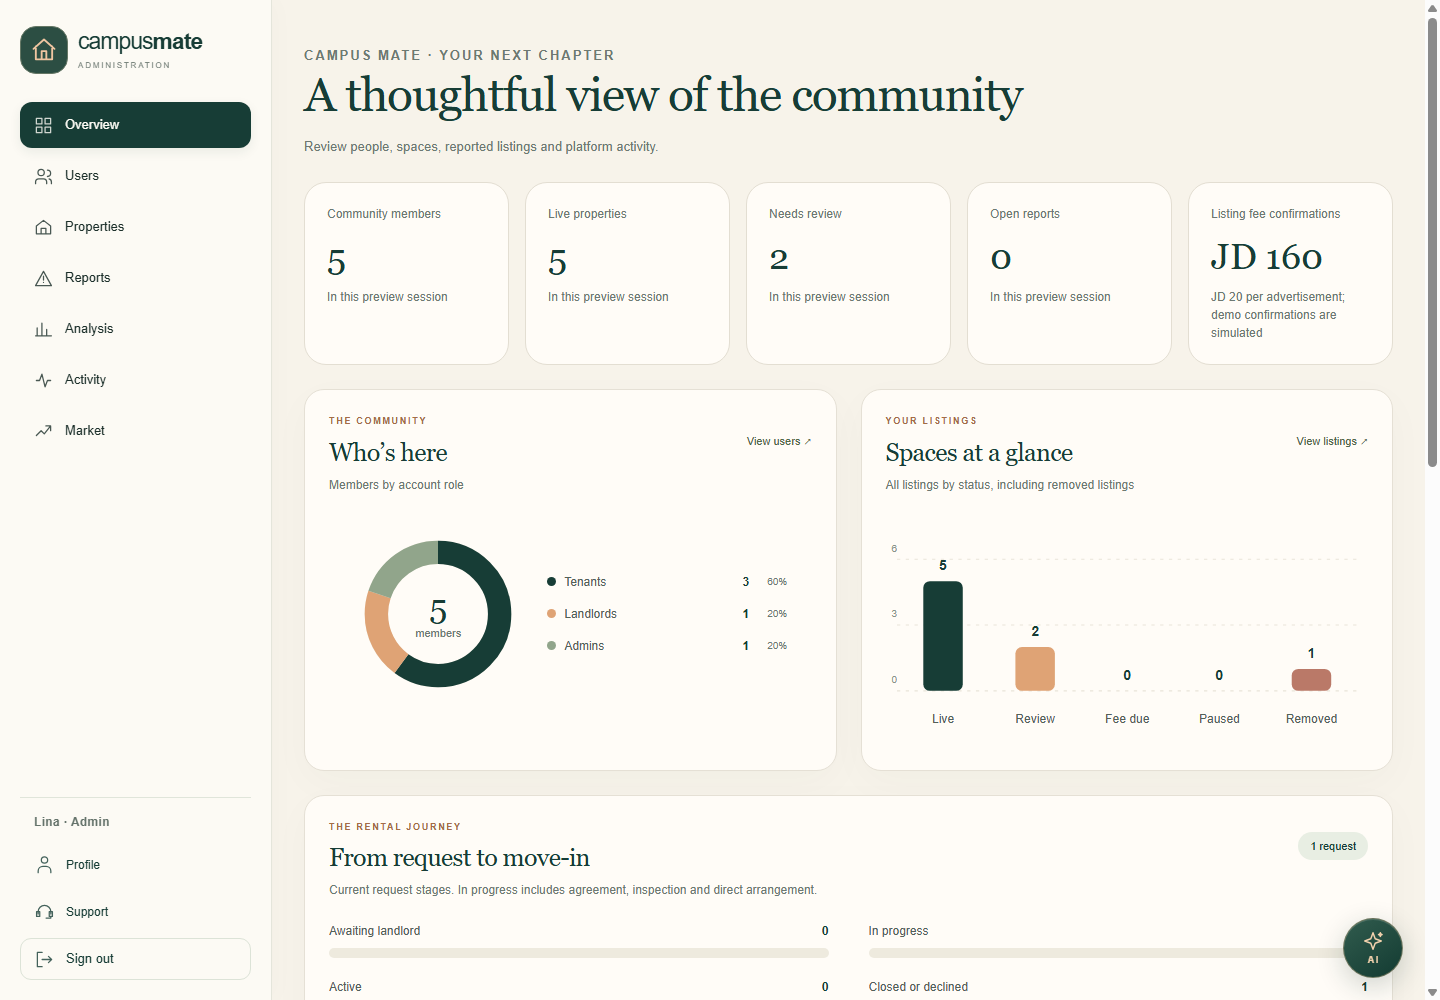 campusmate
ADMINISTRATION
Overview
Users
Properties
Reports
Analysis
Activity
Market
Lina · Admin
Profile
Support
Sign out
CAMPUS MATE · YOUR NEXT CHAPTER
A thoughtful view of the community
Review people, spaces, reported listings and platform activity.
Community members
5
In this preview session
Live properties
5
In this preview session
Needs review
2
In this preview session
Open reports
0
In this preview session
Listing fee confirmations
JD 160
JD 20 per advertisement;
demo confirmations are
simulated
THE COMMUNITY
Who’s here
Members by account role
View users ↗
5
members
Tenants 3 60%
Landlords 1 20%
Admins 1 20%
YOUR LISTINGS
Spaces at a glance
All listings by status, including removed listings
View listings ↗
6
3
0
5
2
0
0
1
Live
Review
Fee due
Paused
Removed
THE RENTAL JOURNEY
From request to move-in
Current request stages. In progress includes agreement, inspection and direct arrangement.
1 request
Awaiting landlord 0
In progress
Active 0
Closed or declined 1
AI